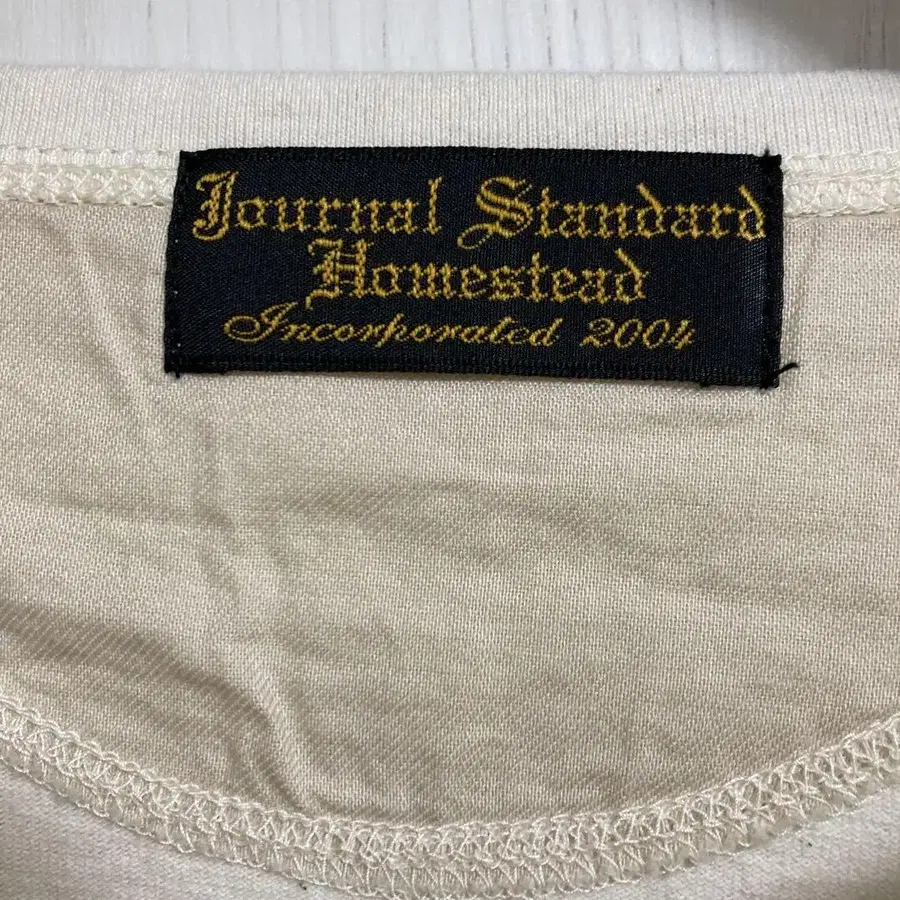 Journal Standard
Homestead
Incorporated 2004